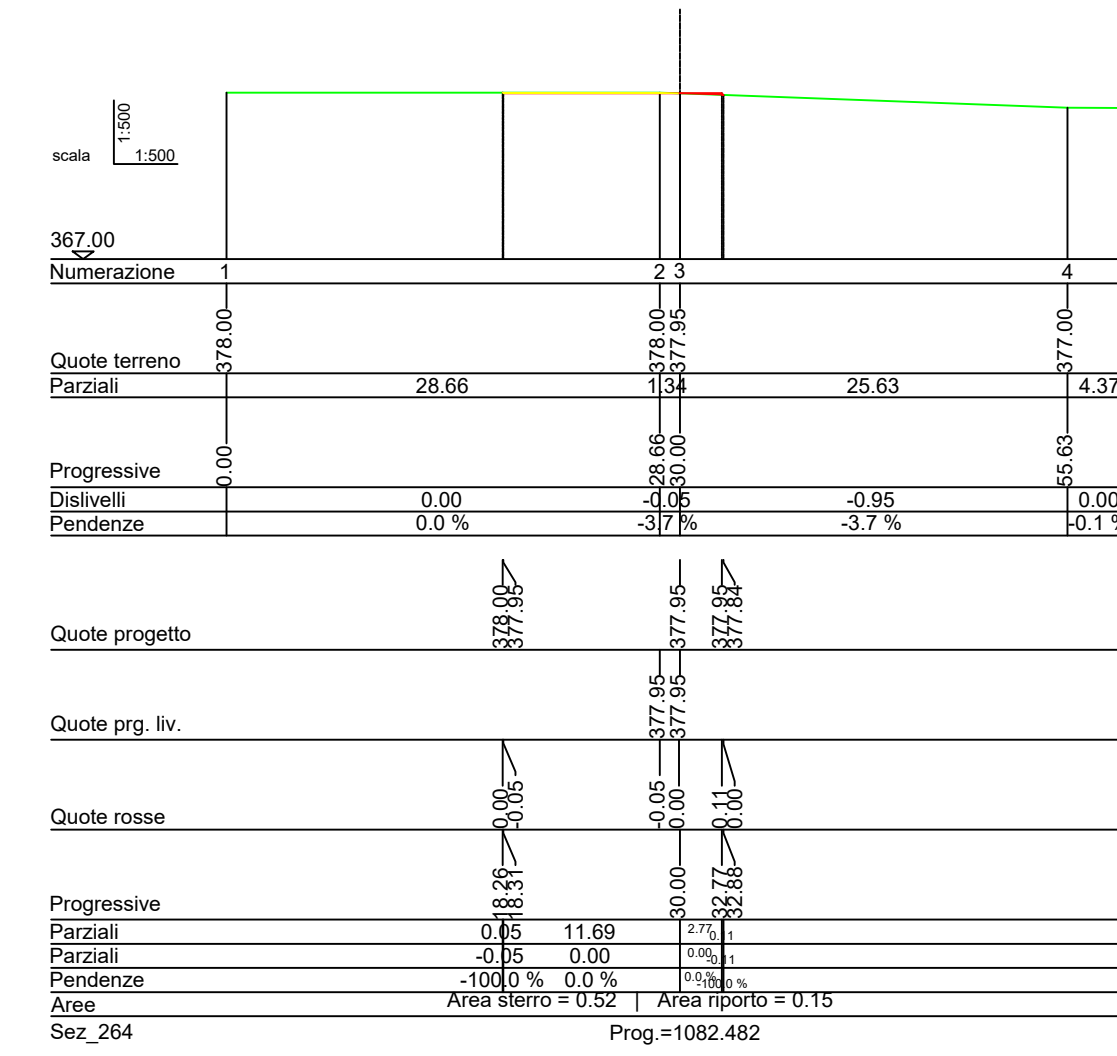 1:500
scala 1:500
367.00
Numerazione 1 2 3 4
Quote terreno 378.00 378.00 377.95 377.00
Parziali 28.66 1.34 25.63 4.37
Progressive 0.00 28.66 30.00 55.63
Dislivelli 0.00 -0.05 -0.95 0.00
Pendenze 0.0 % -3.7 % -3.7 % -0.1 %
Quote progetto 378.00 377.95 377.95 377.95 377.84
Quote prg. liv. 377.95 377.95
Quote rosse 0.00 -0.05 -0.05 0.00 0.11 0.00
Progressive 18.26 18.31 30.00 32.77 32.88
Parziali 0.05 11.69 2.77 0.11
Parziali -0.05 0.00 0.00 -0.11
Pendenze -100.0 % 0.0 % 0.0 % -100.0 %
Aree Area sterro = 0.52 | Area riporto = 0.15
Sez_264 Prog.=1082.482